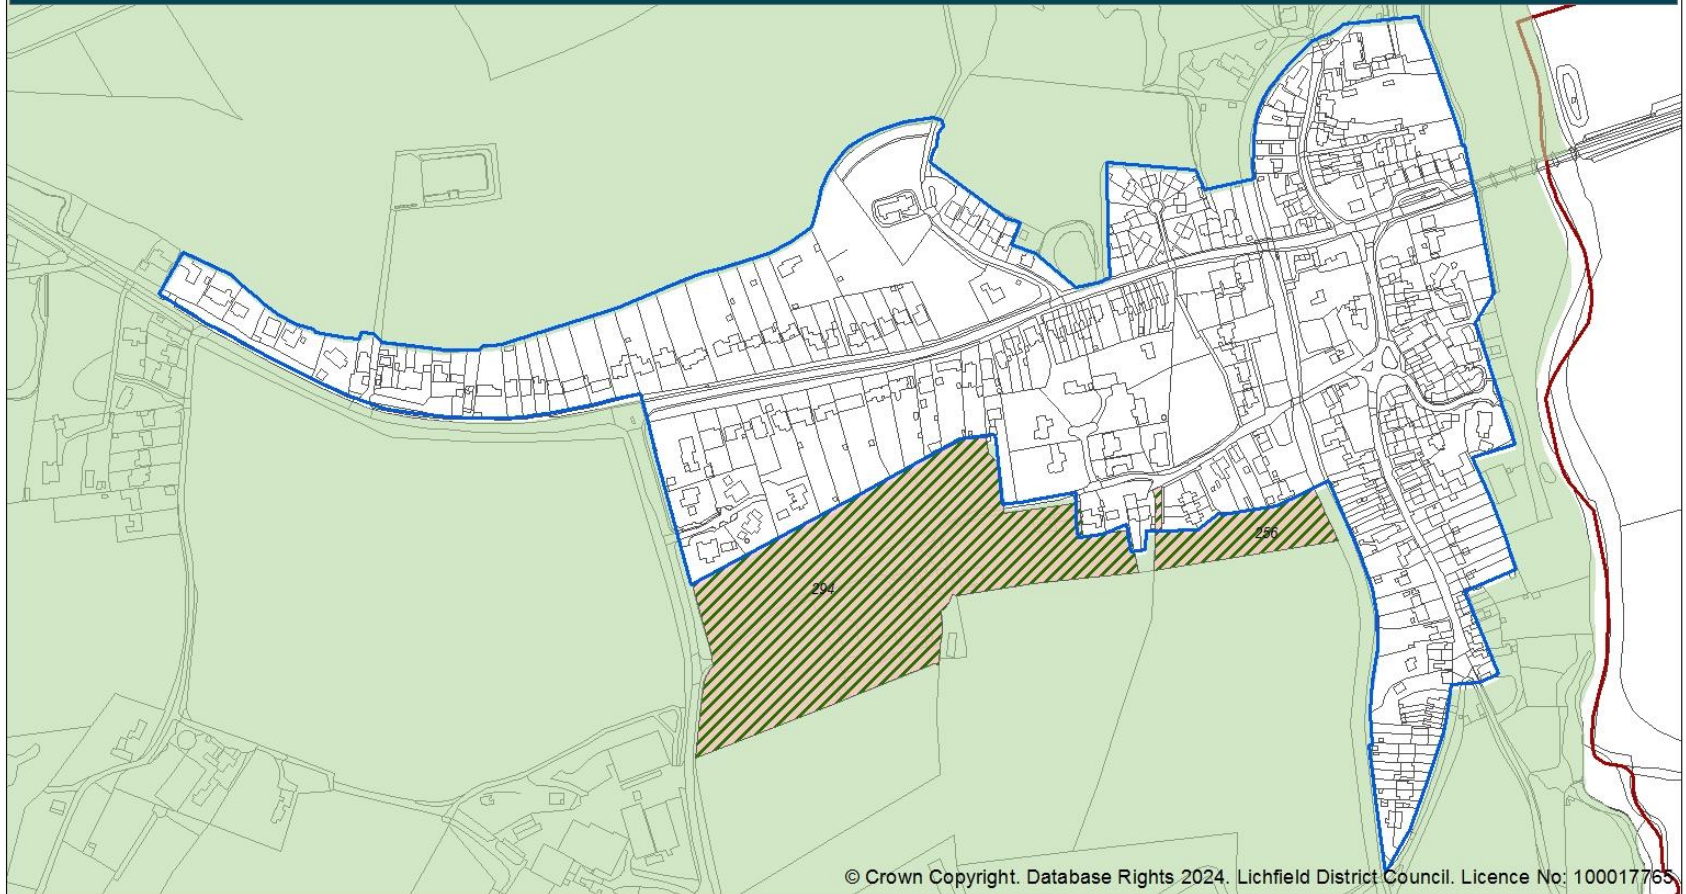 256
294
© Crown Copyright. Database Rights 2024. Lichfield District Council. Licence No: 100017765